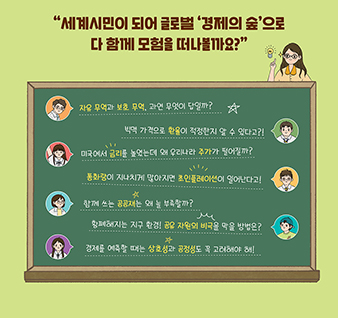 “세계시민이 되어 글로벌 ‘경제의 숲’으로
다 함께 모험을 떠나볼까요?”
자유 무역과 보호 무역, 과연 무엇이 당일까?
빅맥 가격으로 환율이 적정한지 알 수 있다고?!
미국에서 금리를 높였는데 왜 우리나라 주가가 떨어질까?
통화량이 지나치게 많아지면 초인플레이션이 일어난다고!
함께 쓰는 공공재는 왜 늘 부족할까?
황폐해지는 지구 환경! 공유 자원의 비극을 막을 방법은?
경제를 예측할 때는 상호성과 공정성도 꼭 고려해야 해!